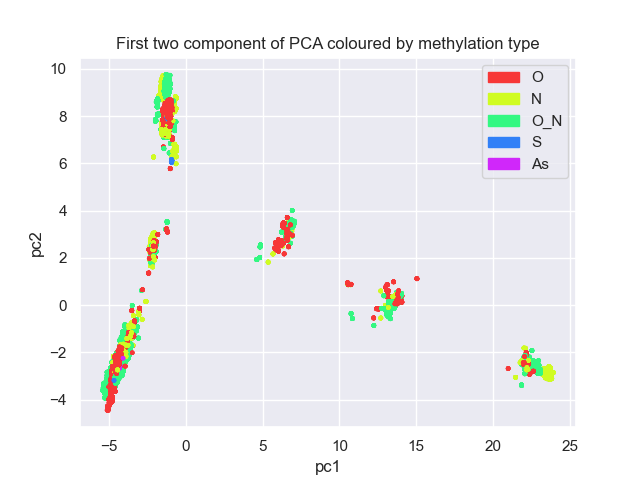 First two component of PCA coloured by methylation type
10
8
6
4
2
0
−2
−4
pc2
−5
0
5
10
15
20
25
pc1
O
N
O_N
S
As